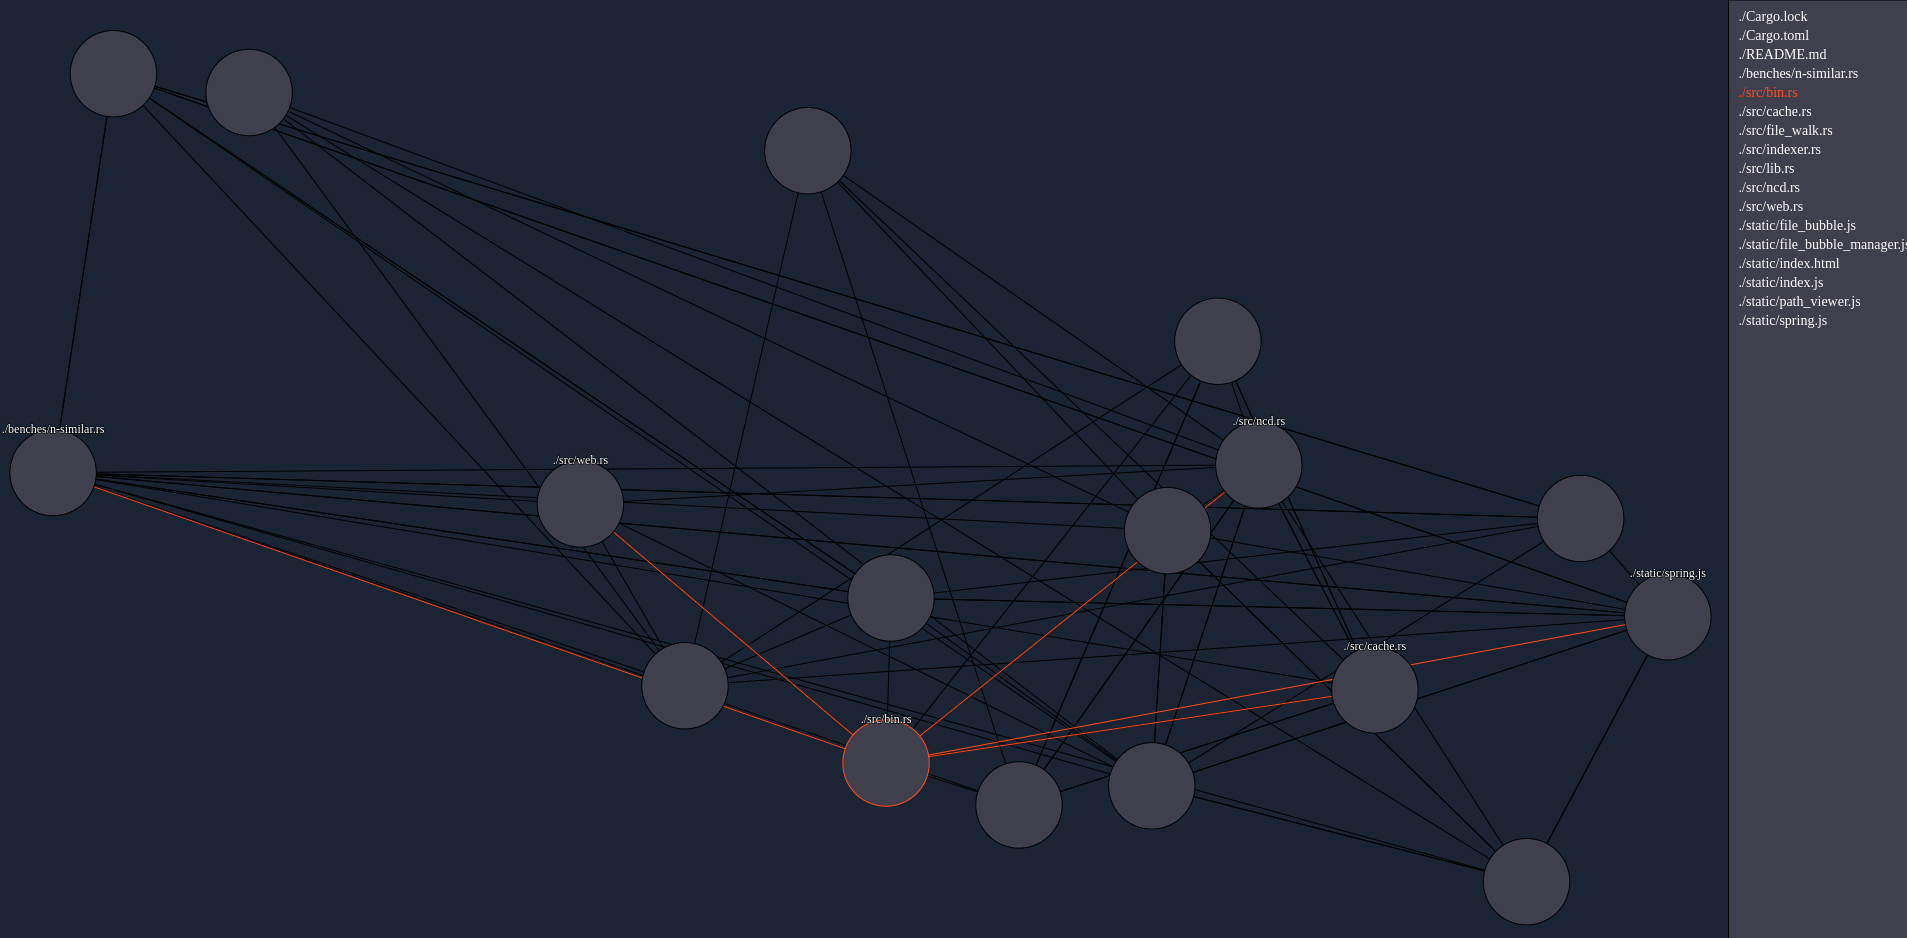 ./benches/n-similar.rs
./src/web.rs
./src/ncd.rs
./static/spring.js
./src/cache.rs
./src/bin.rs
./Cargo.lock
./Cargo.toml
./README.md
./benches/n-similar.rs
./src/bin.rs
./src/cache.rs
./src/file_walk.rs
./src/indexer.rs
./src/lib.rs
./src/ncd.rs
./src/web.rs
./static/file_bubble.js
./static/file_bubble_manager.js
./static/index.html
./static/index.js
./static/path_viewer.js
./static/spring.js